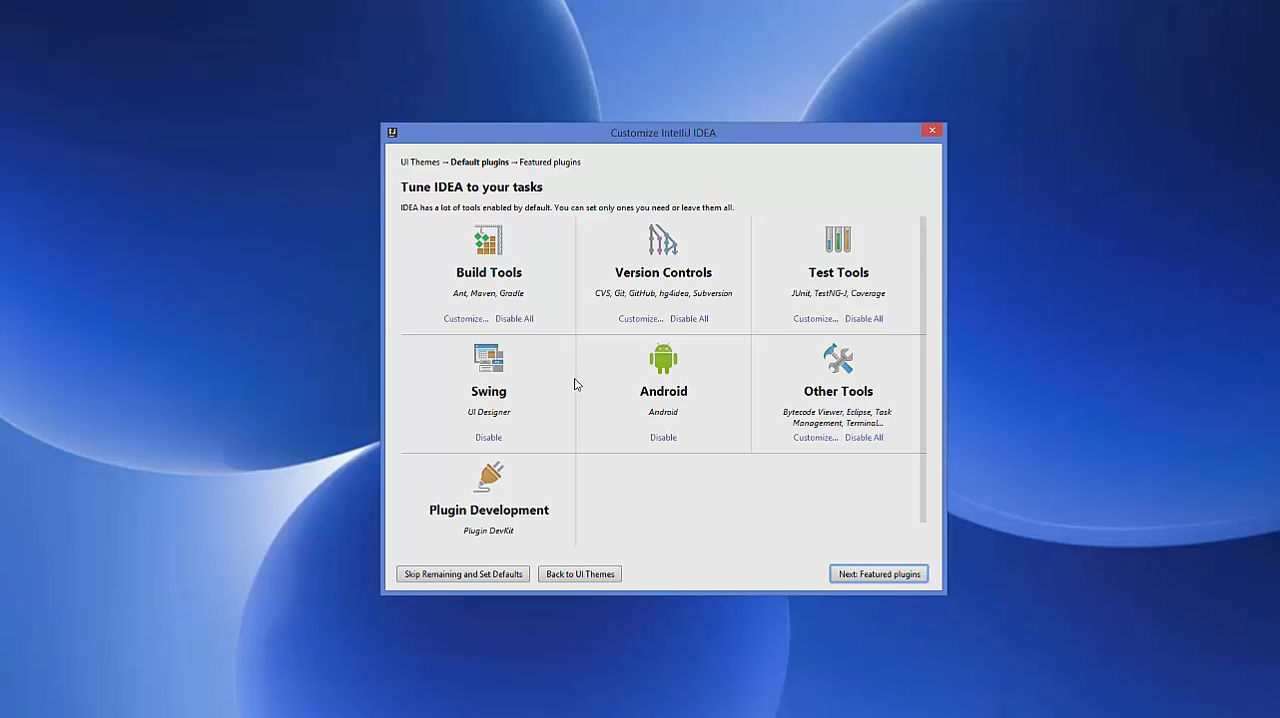 Customize IntelliJ IDEA
UI Themes → Default plugins → Featured plugins
Tune IDEA to your tasks
IDEA has a lot of tools enabled by default. You can set only ones you need or leave them all.
Build Tools
Ant, Maven, Gradle
Customize... Disable All
Version Controls
CVS, Git, GitHub, hg4idea, Subversion
Customize... Disable All
Test Tools
JUnit, TestNG-J, Coverage
Customize... Disable All
Swing
UI Designer
Disable
Android
Android
Disable
Other Tools
Bytecode Viewer, Eclipse, Task
Management, Terminal...
Customize... Disable All
Plugin Development
Plugin DevKit
Skip Remaining and Set Defaults
Back to UI Themes
Next: Featured plugins